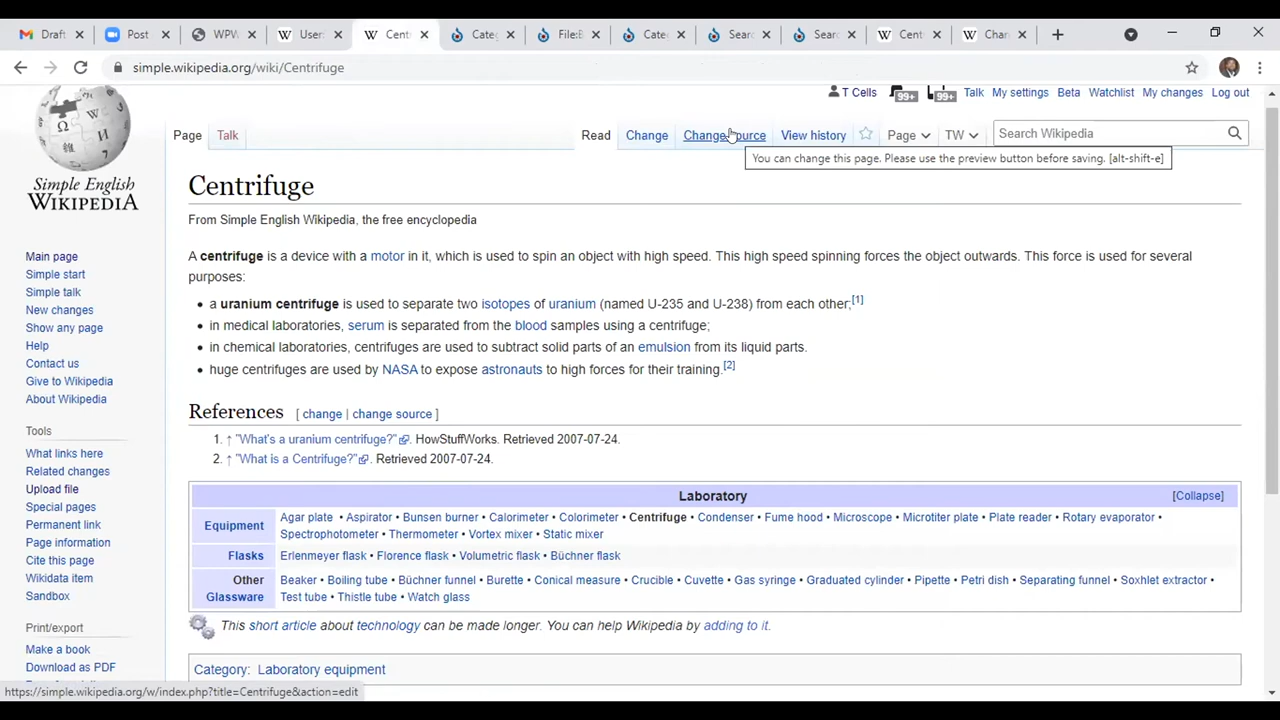 Draft
Post
WPW
User
Cent
Categ
File:B
Categ
Searc
Searc
Cent
Chan
simple.wikipedia.org/wiki/Centrifuge
T Cells 99+ 99+ Talk My settings Beta Watchlist My changes Log out
Page Talk Read Change Change source View history Page TW Search Wikipedia
You can change this page. Please use the preview button before saving. [alt-shift-e]
Simple English
WIKIPEDIA
Centrifuge
From Simple English Wikipedia, the free encyclopedia
A centrifuge is a device with a motor in it, which is used to spin an object with high speed. This high speed spinning forces the object outwards. This force is used for several
purposes:
• a uranium centrifuge is used to separate two isotopes of uranium (named U-235 and U-238) from each other;[1]
• in medical laboratories, serum is separated from the blood samples using a centrifuge;
• in chemical laboratories, centrifuges are used to subtract solid parts of an emulsion from its liquid parts.
• huge centrifuges are used by NASA to expose astronauts to high forces for their training.[2]
References [ change | change source ]
1. ↑ "What's a uranium centrifuge?". HowStuffWorks. Retrieved 2007-07-24.
2. ↑ "What is a Centrifuge?". Retrieved 2007-07-24.
Laboratory [Collapse]
Equipment
Agar plate • Aspirator • Bunsen burner • Calorimeter • Colorimeter • Centrifuge • Condenser • Fume hood • Microscope • Microtiter plate • Plate reader • Rotary evaporator •
Spectrophotometer • Thermometer • Vortex mixer • Static mixer
Flasks
Erlenmeyer flask • Florence flask • Volumetric flask • Büchner flask
Other
Glassware
Beaker • Boiling tube • Büchner funnel • Burette • Conical measure • Crucible • Cuvette • Gas syringe • Graduated cylinder • Pipette • Petri dish • Separating funnel • Soxhlet extractor •
Test tube • Thistle tube • Watch glass
This short article about technology can be made longer. You can help Wikipedia by adding to it.
Category: Laboratory equipment
Main page
Simple start
Simple talk
New changes
Show any page
Help
Contact us
Give to Wikipedia
About Wikipedia
Tools
What links here
Related changes
Upload file
Special pages
Permanent link
Page information
Cite this page
Wikidata item
Sandbox
Print/export
Make a book
Download as PDF
https://simple.wikipedia.org/w/index.php?title=Centrifuge&action=edit